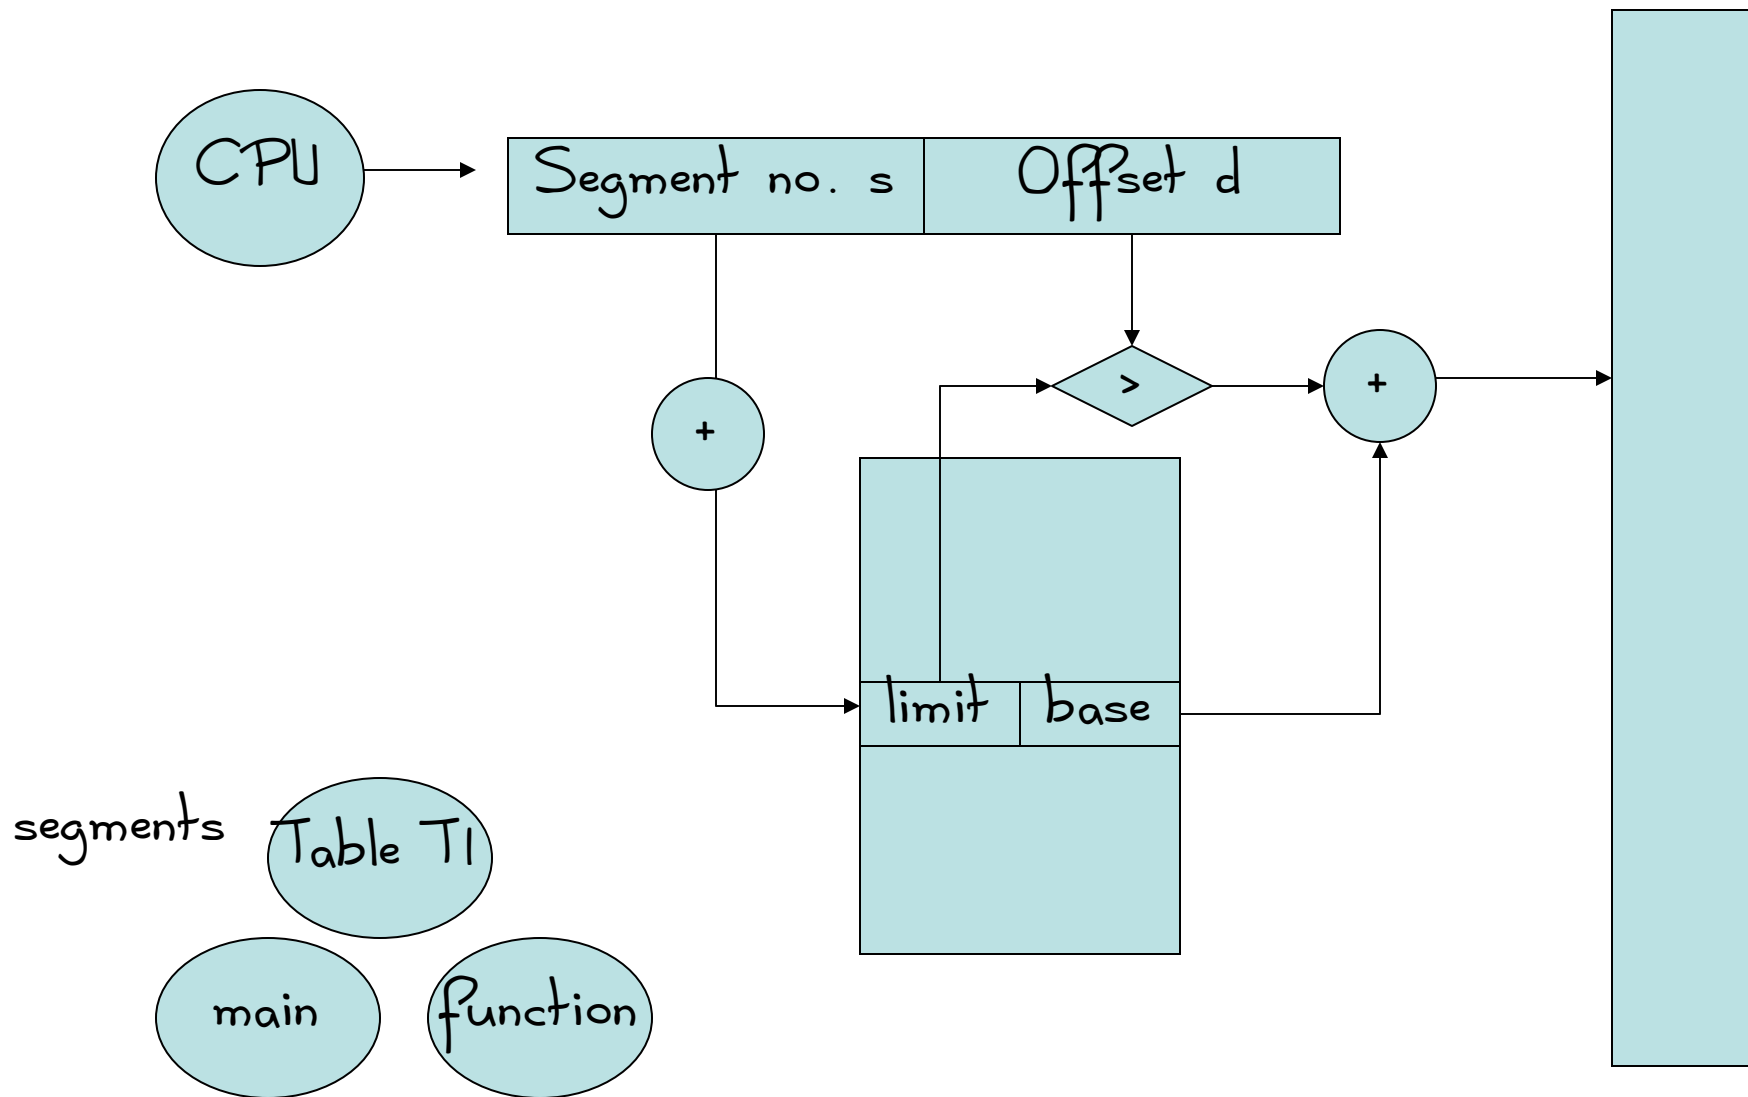 CPU
Segment no. s
Offset d
>
+
+
limit
base
segments
Table T1
main
function